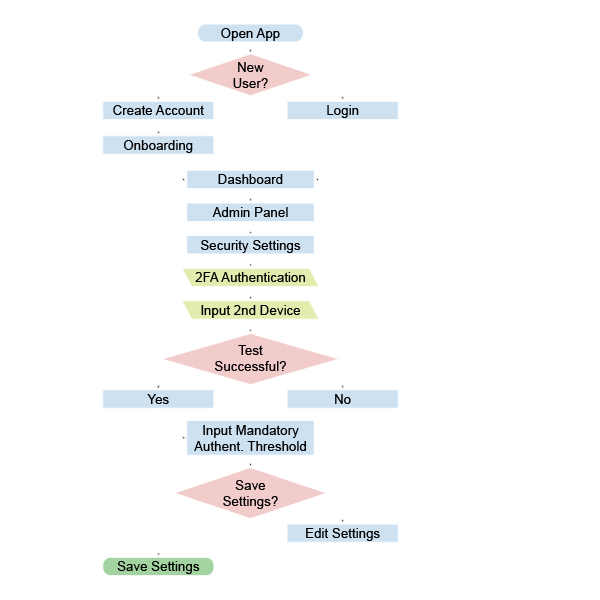 Open App
New
User?
Create Account
Login
Onboarding
Dashboard
Admin Panel
Security Settings
2FA Authentication
Input 2nd Device
Test
Successful?
Yes
No
Input Mandatory
Authent. Threshold
Save
Settings?
Edit Settings
Save Settings